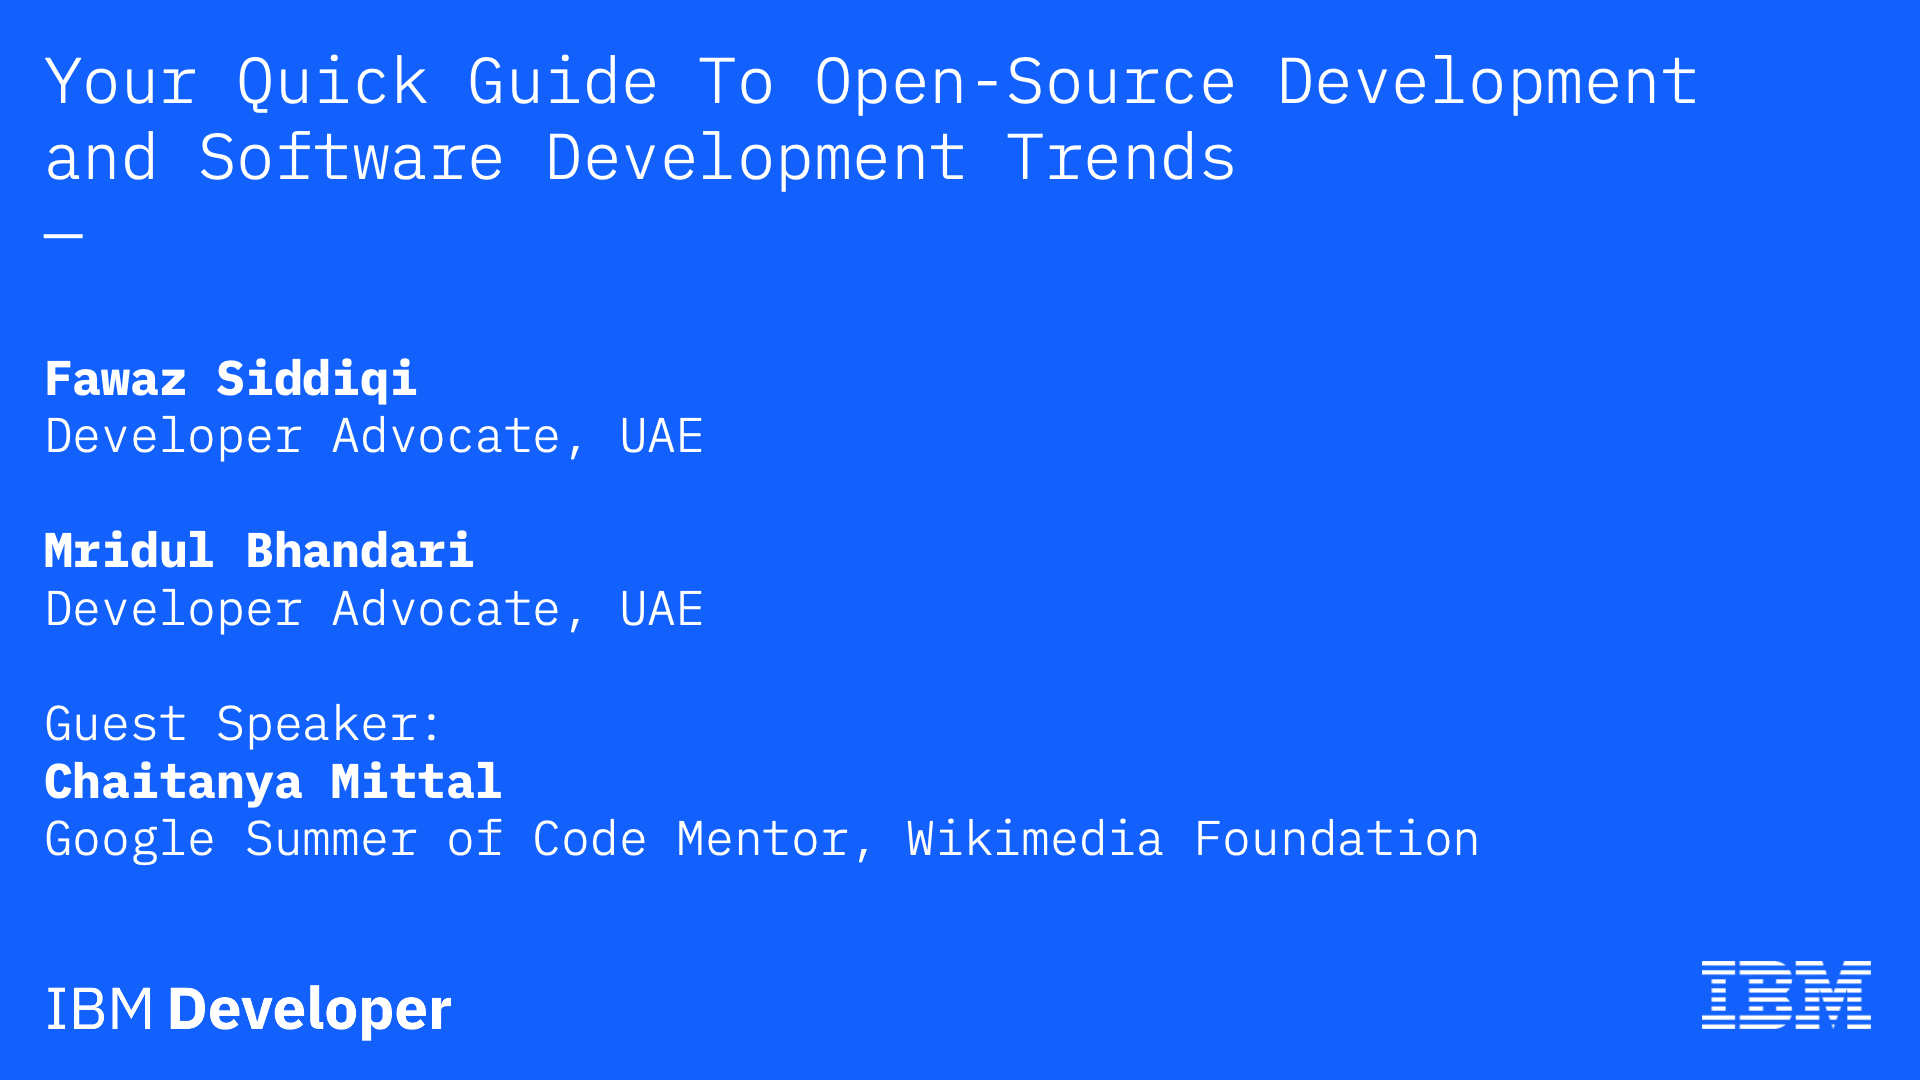 Your Quick Guide To Open-Source Development
and Software Development Trends
—
Fawaz Siddiqi
Developer Advocate, UAE
Mridul Bhandari
Developer Advocate, UAE
Guest Speaker:
Chaitanya Mittal
Google Summer of Code Mentor, Wikimedia Foundation
IBM Developer
IBM